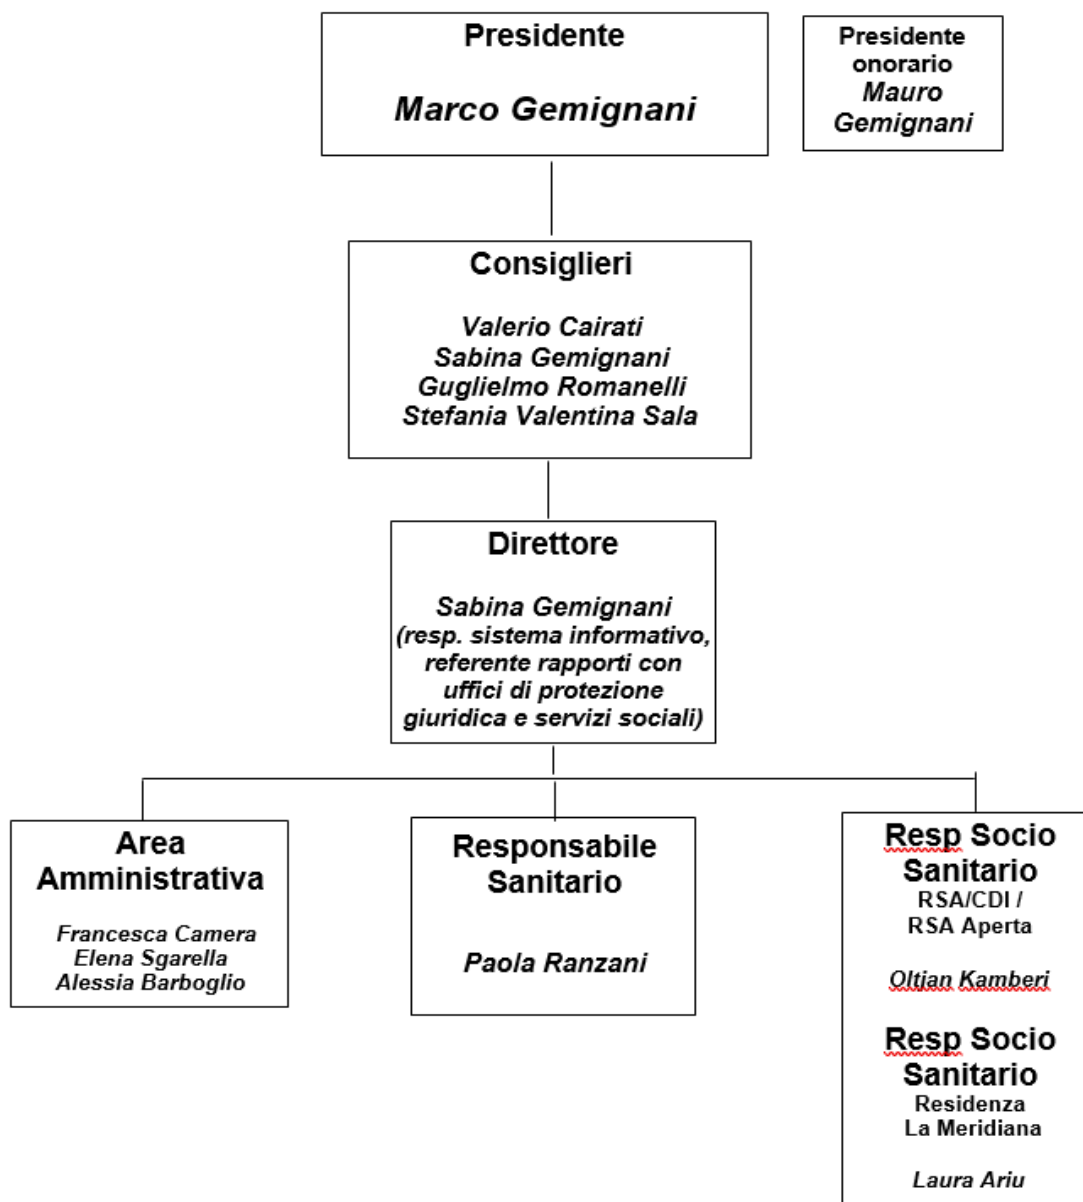 Presidente
Marco Gemignani
Presidente
onorario
Mauro
Gemignani
Consiglieri
Valerio Cairati
Sabina Gemignani
Guglielmo Romanelli
Stefania Valentina Sala
Direttore
Sabina Gemignani
(resp. sistema informativo,
referente rapporti con
uffici di protezione
giuridica e servizi sociali)
Area
Amministrativa
Francesca Camera
Elena Sgarella
Alessia Barboglio
Responsabile
Sanitario
Paola Ranzani
Resp Socio
Sanitario
RSA/CDI /
RSA Aperta
Oltjan Kamberi
Resp Socio
Sanitario
Residenza
La Meridiana
Laura Ariu